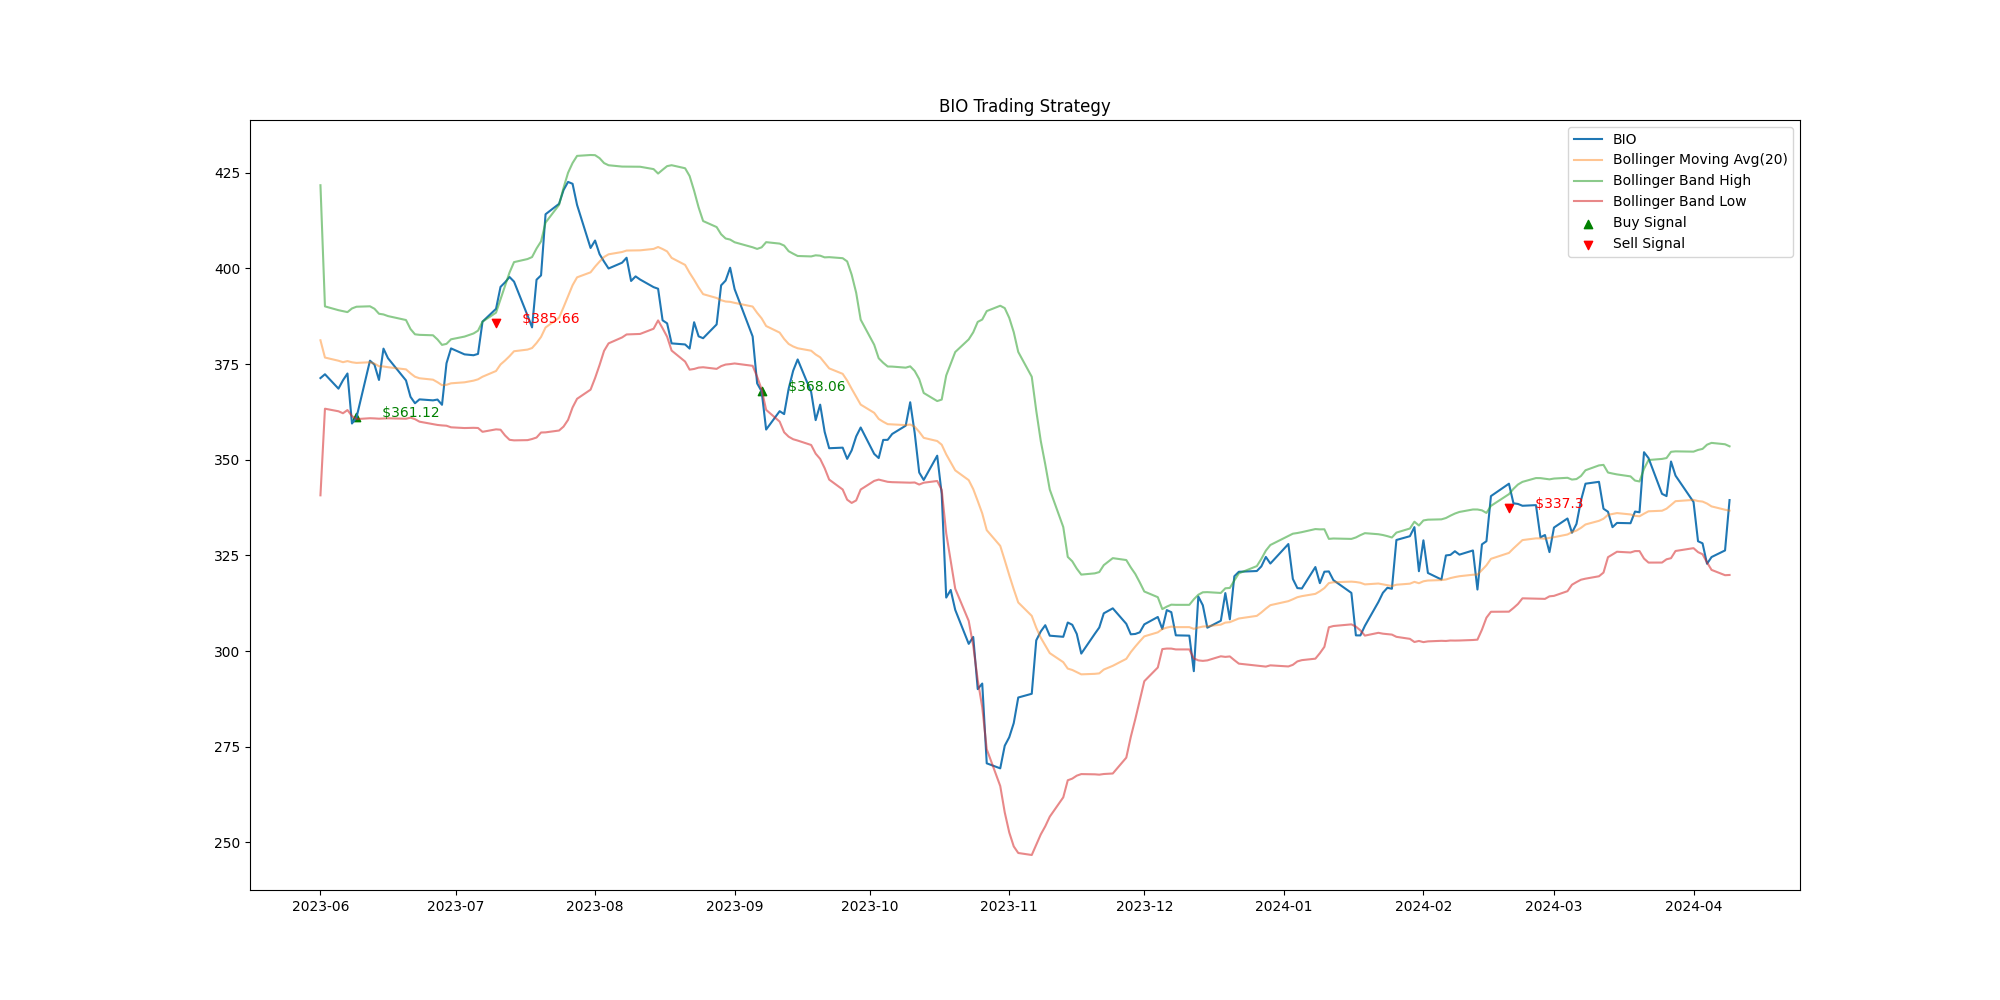 BIO Trading Strategy
BIO
Bollinger Moving Avg(20)
Bollinger Band High
Bollinger Band Low
Buy Signal
Sell Signal
425
400
375
350
325
300
275
250
$385.66
$361.12
$368.06
$337.3
2023-06 2023-07 2023-08 2023-09 2023-10 2023-11 2023-12 2024-01 2024-02 2024-03 2024-04